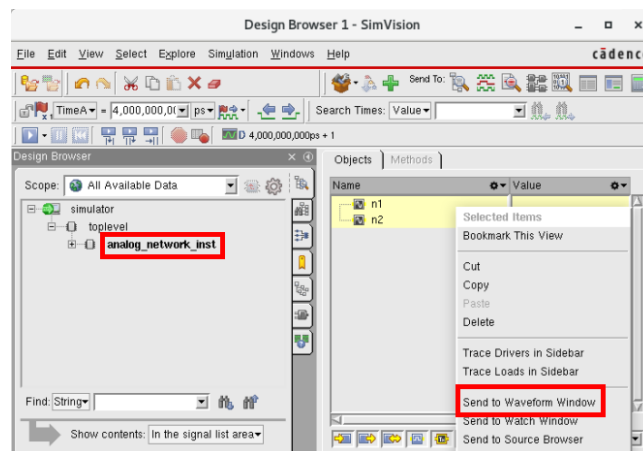 Design Browser 1 - SimVision
File Edit View Select Explore Simulation Windows Help
cādence
Send To:
TimeA = 4,000,000,0( ps
Search Times: Value
D 4,000,000,000ps + 1
Design Browser
Objects Methods
Scope: All Available Data
Name Value
simulator
toplevel
analog_network_inst
n1
n2
Selected Items
Bookmark This View
Cut
Copy
Paste
Delete
Trace Drivers in Sidebar
Trace Loads in Sidebar
Send to Waveform Window
Send to Watch Window
Send to Source Browser
Find: String
Show contents: In the signal list area